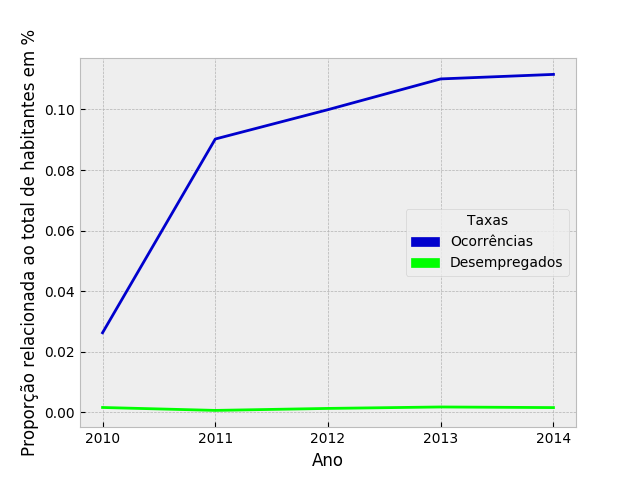 Proporção relacionada ao total de habitantes em %
0.10
0.08
0.06
0.04
0.02
0.00
Taxas
Ocorrências
Desempregados
2010 2011 2012 2013 2014
Ano